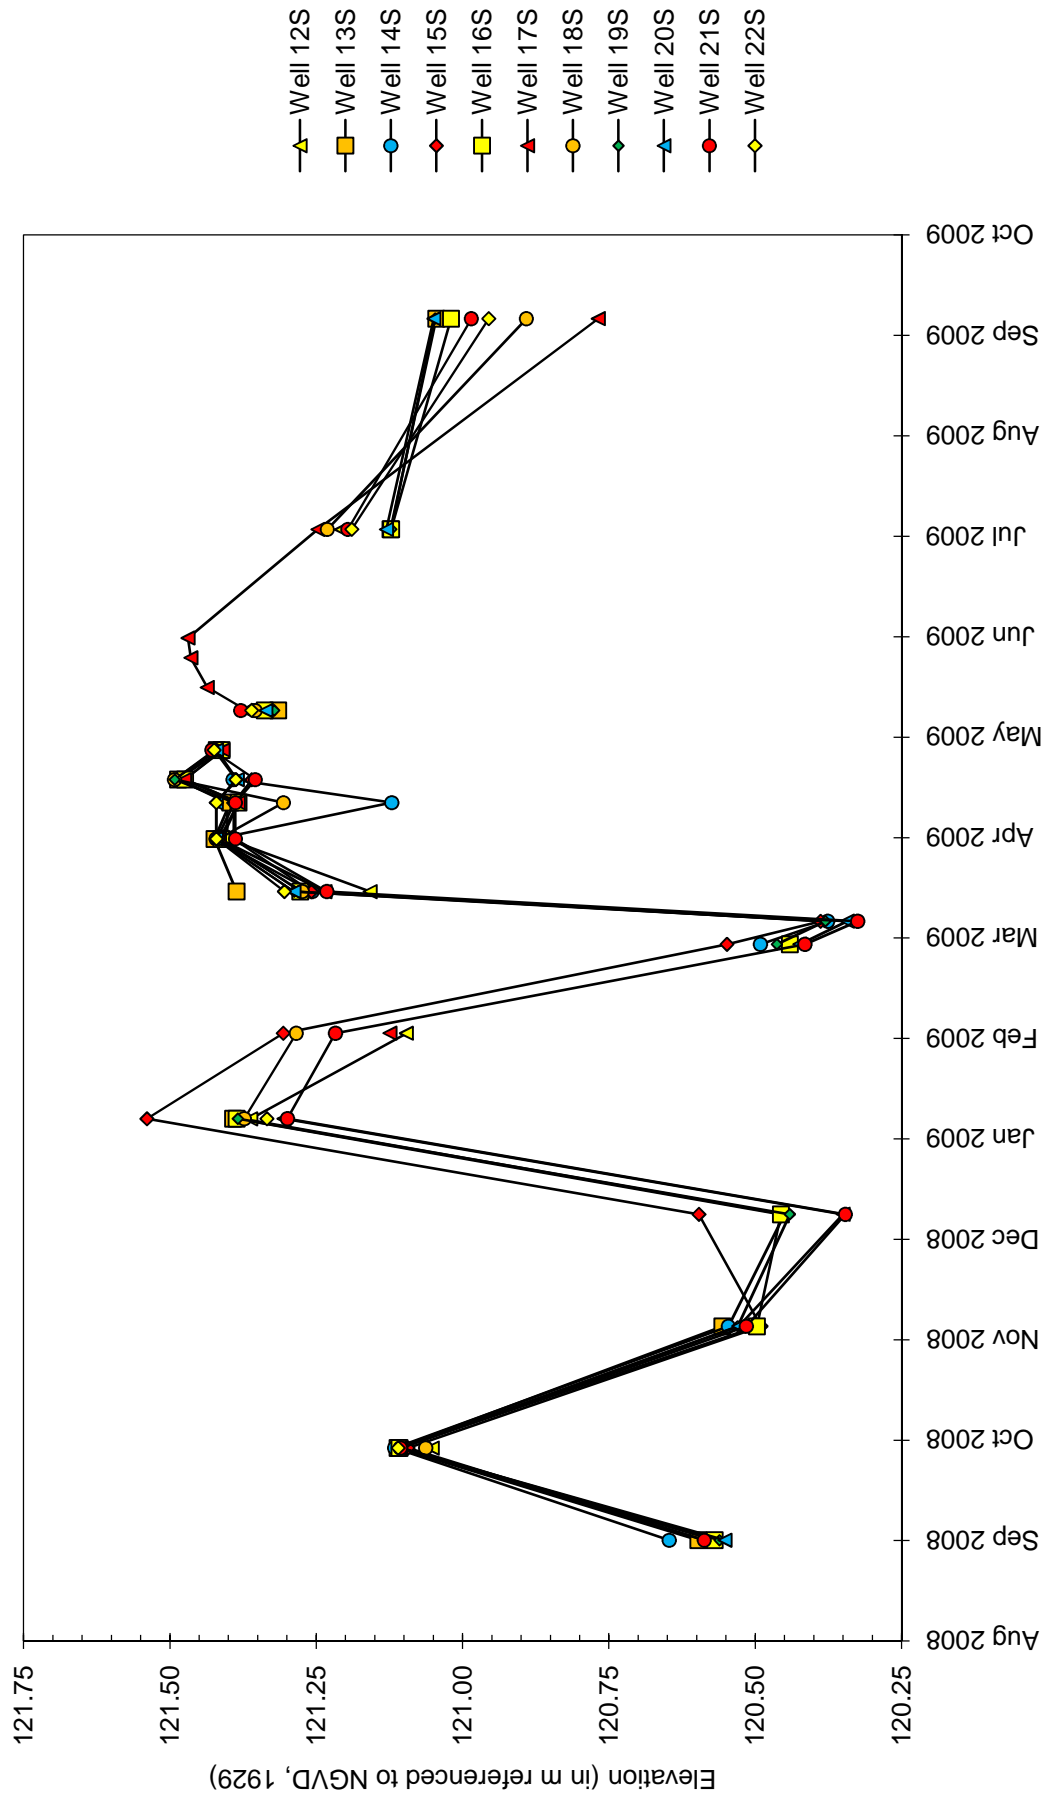 Elevation (in m referenced to NGVD, 1929)
121.75
121.50
121.25
121.00
120.75
120.50
120.25
Aug 2008
Sep 2008
Oct 2008
Nov 2008
Dec 2008
Jan 2009
Feb 2009
Mar 2009
Apr 2009
May 2009
Jun 2009
Jul 2009
Aug 2009
Sep 2009
Oct 2009
Well 12S
Well 13S
Well 14S
Well 15S
Well 16S
Well 17S
Well 18S
Well 19S
Well 20S
Well 21S
Well 22S